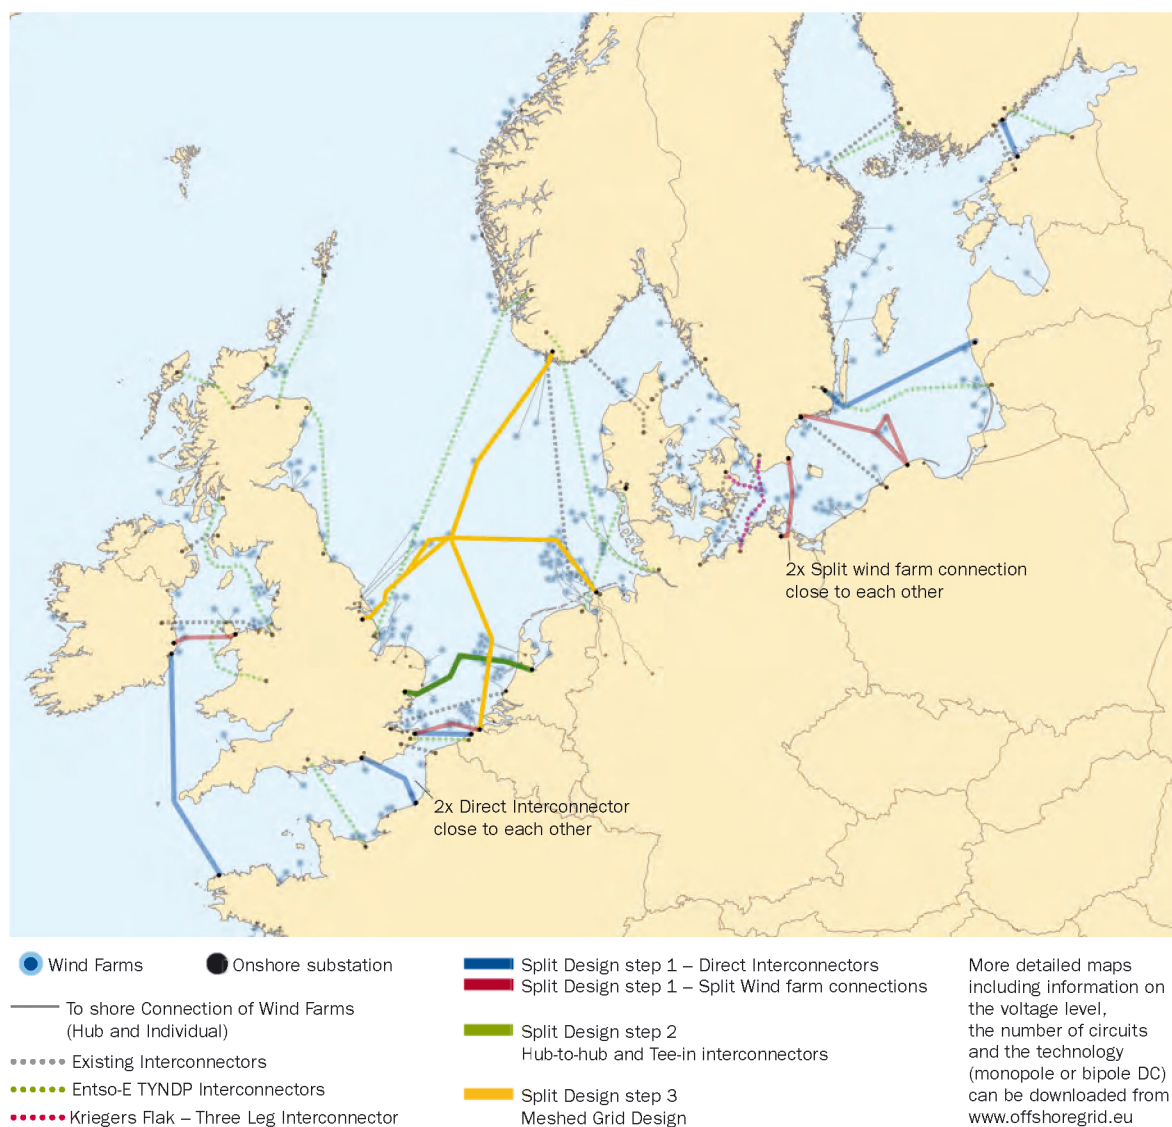 2x Split wind farm connection
close to each other
2x Direct Interconnector
close to each other
Wind Farms
Onshore substation
To shore Connection of Wind Farms
(Hub and Individual)
Existing Interconnectors
Entso-E TYNDP Interconnectors
Kriegers Flak – Three Leg Interconnector
Split Design step 1 – Direct Interconnectors
Split Design step 1 – Split Wind farm connections
Split Design step 2
Hub-to-hub and Tee-in interconnectors
Split Design step 3
Meshed Grid Design
More detailed maps
including information on
the voltage level,
the number of circuits
and the technology
(monopole or bipole DC)
can be downloaded from
www.offshoregrid.eu